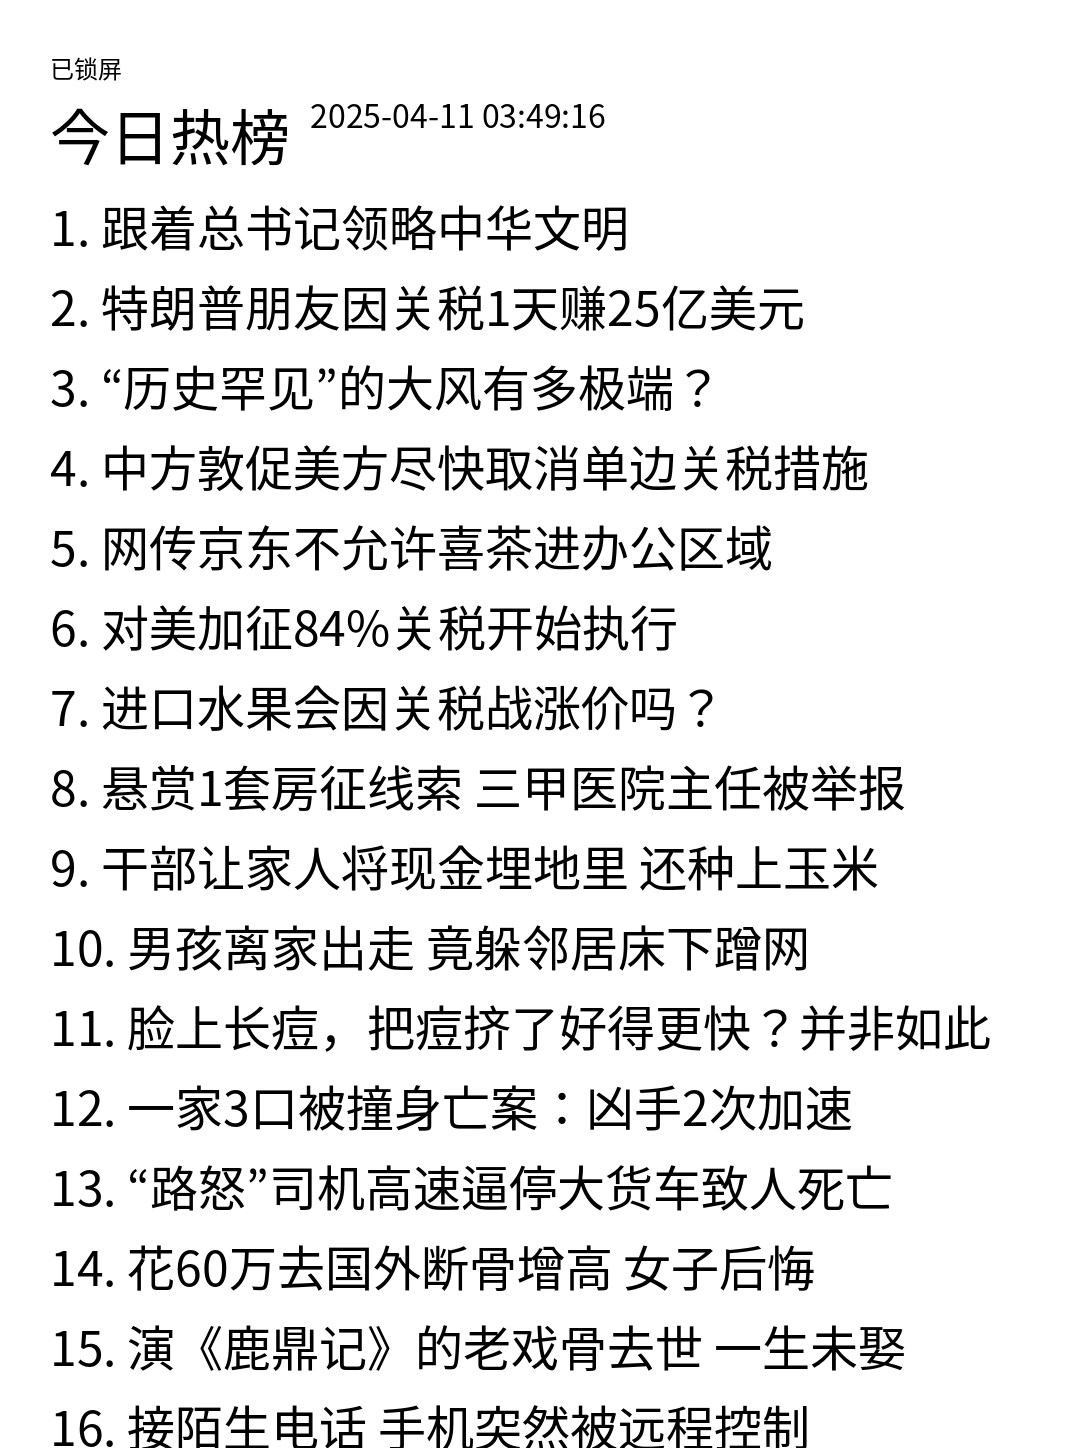 已锁屏
今日热榜 2025-04-11 03:49:16
1. 跟着总书记领略中华文明
2. 特朗普朋友因关税1天赚25亿美元
3. “历史罕见”的大风有多极端？
4. 中方敦促美方尽快取消单边关税措施
5. 网传京东不允许喜茶进办公区域
6. 对美加征84%关税开始执行
7. 进口水果会因关税战涨价吗？
8. 悬赏1套房征线索 三甲医院主任被举报
9. 干部让家人将现金埋地里 还种上玉米
10. 男孩离家出走 竟躲邻居床下蹭网
11. 脸上长痘，把痘挤了好得更快？并非如此
12. 一家3口被撞身亡案：凶手2次加速
13. “路怒”司机高速逼停大货车致人死亡
14. 花60万去国外断骨增高 女子后悔
15. 演《鹿鼎记》的老戏骨去世 一生未娶
16. 接陌生电话 手机突然被远程控制